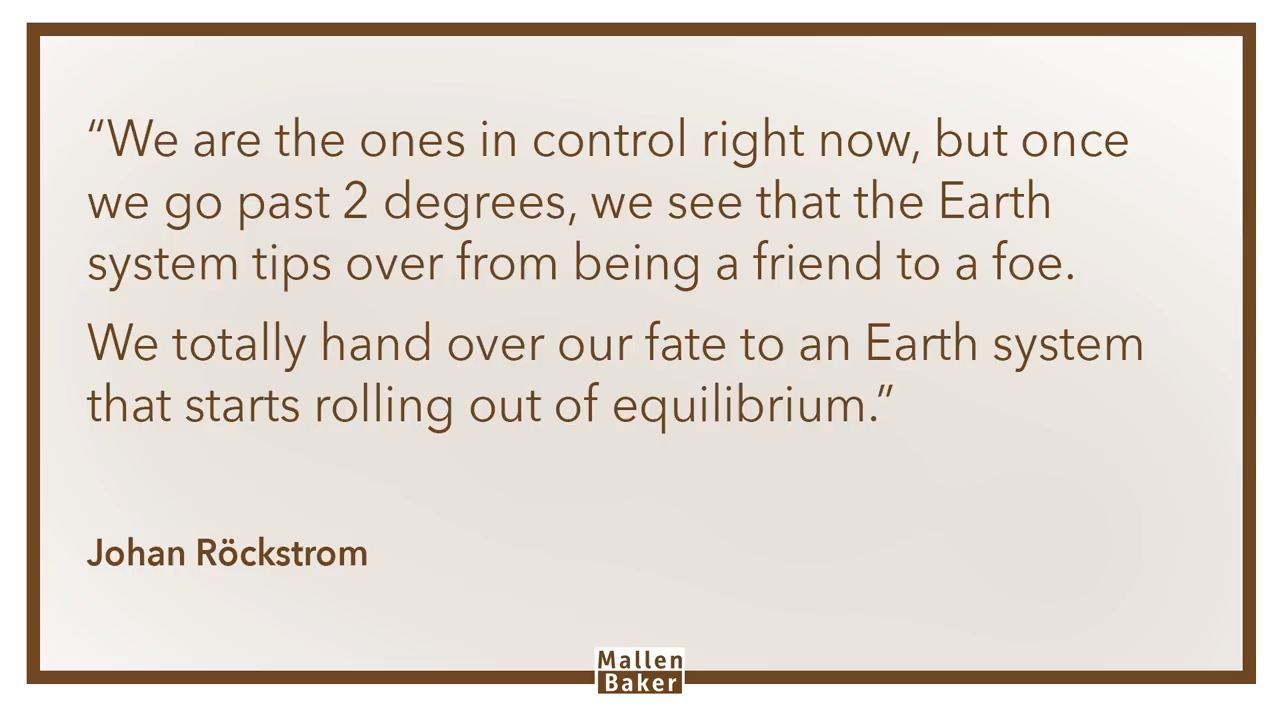 “We are the ones in control right now, but once
we go past 2 degrees, we see that the Earth
system tips over from being a friend to a foe.
We totally hand over our fate to an Earth system
that starts rolling out of equilibrium.”
Johan Röckstrom
Mallen
Baker